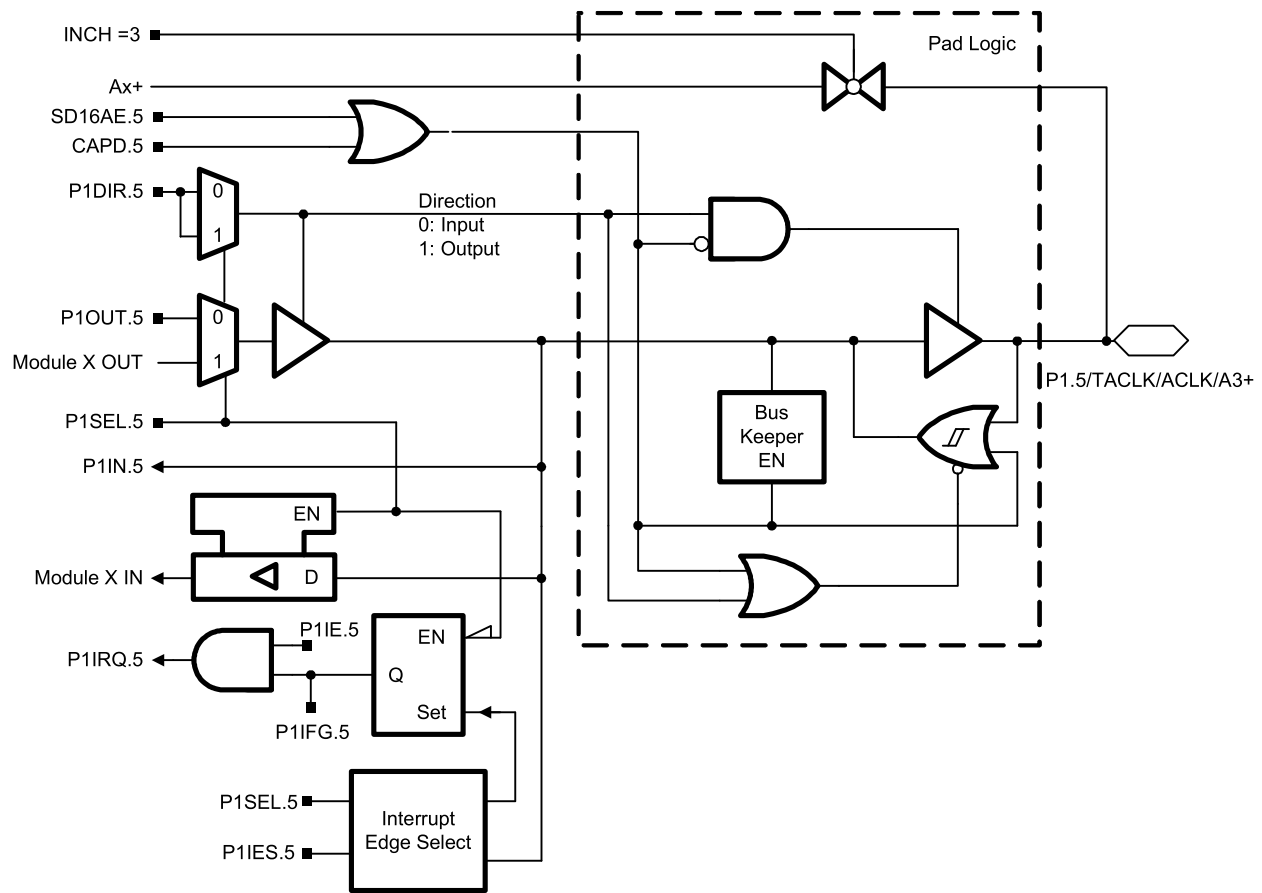 INCH =3
Pad Logic
Ax+
SD16AE.5
CAPD.5
P1DIR.5
0
1
Direction
0: Input
1: Output
P1OUT.5
0
Module X OUT
1
P1.5/TACLK/ACLK/A3+
P1SEL.5
Bus
Keeper
EN
P1IN.5
EN
Module X IN
D
P1IE.5
EN
P1IRQ.5
Q
Set
P1IFG.5
P1SEL.5
Interrupt
Edge Select
P1IES.5